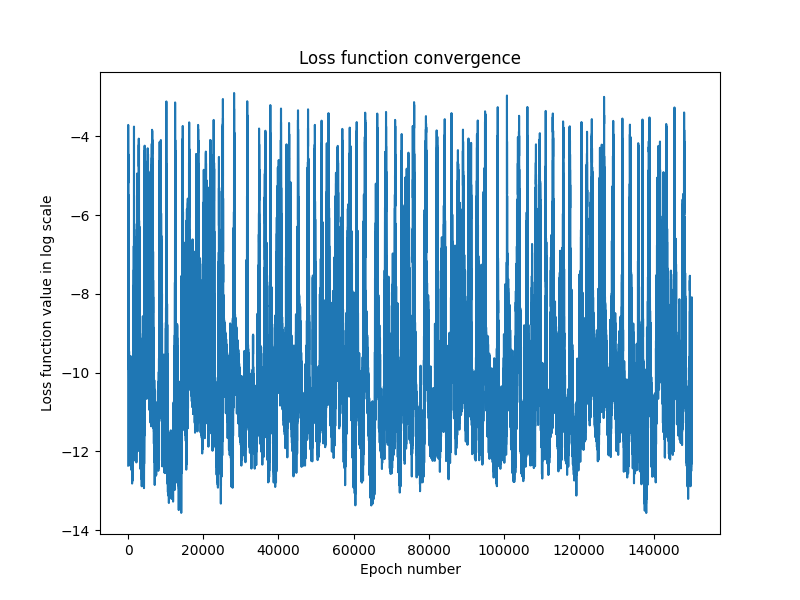 Loss function convergence
Loss function value in log scale
−4
−6
−8
−10
−12
−14
0 20000 40000 60000 80000 100000 120000 140000
Epoch number